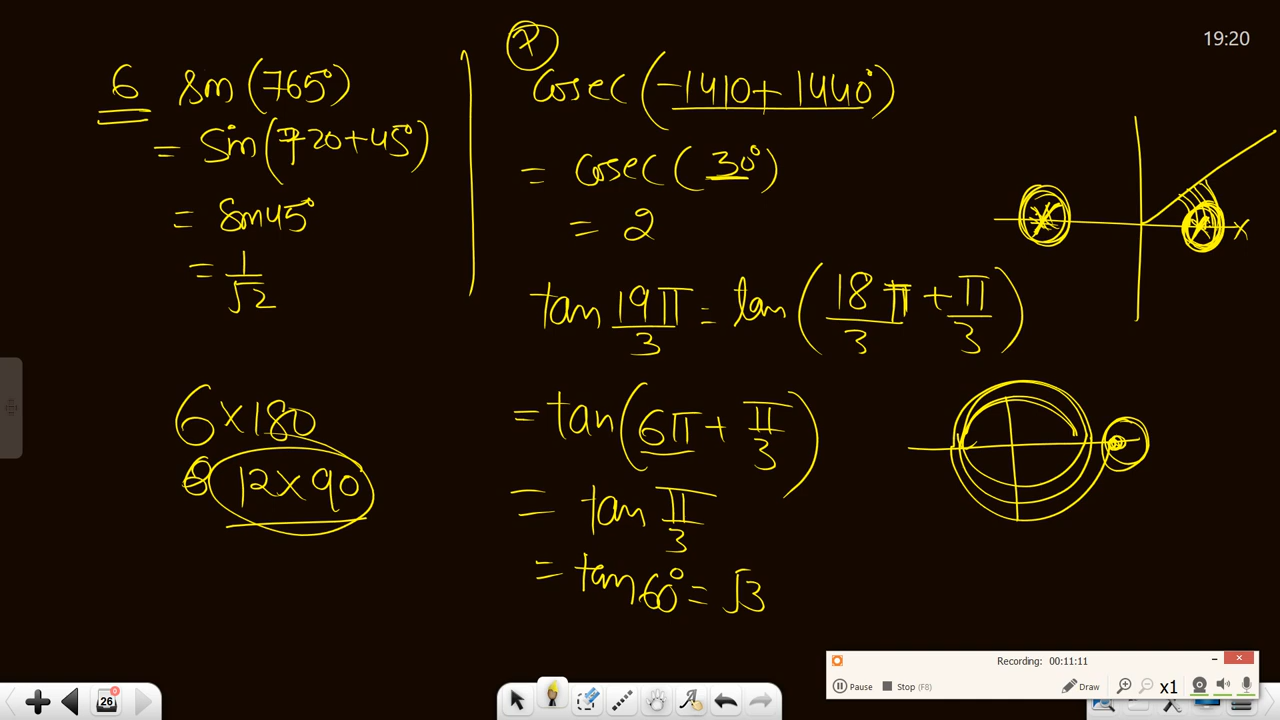 19:20
6 sin(765°)
= sin(720+45°)
= sin45°
= 1/√2
7
cosec(-1410+1440°)
= cosec(30°)
= 2
X
tan 19π/3 = tan(18π/3 + π/3)
= tan(6π + π/3)
= tan π/3
= tan60° = √3
6×180
12×90
Recording: 00:11:11
Pause
Stop (F8)
Draw
x1
26
0